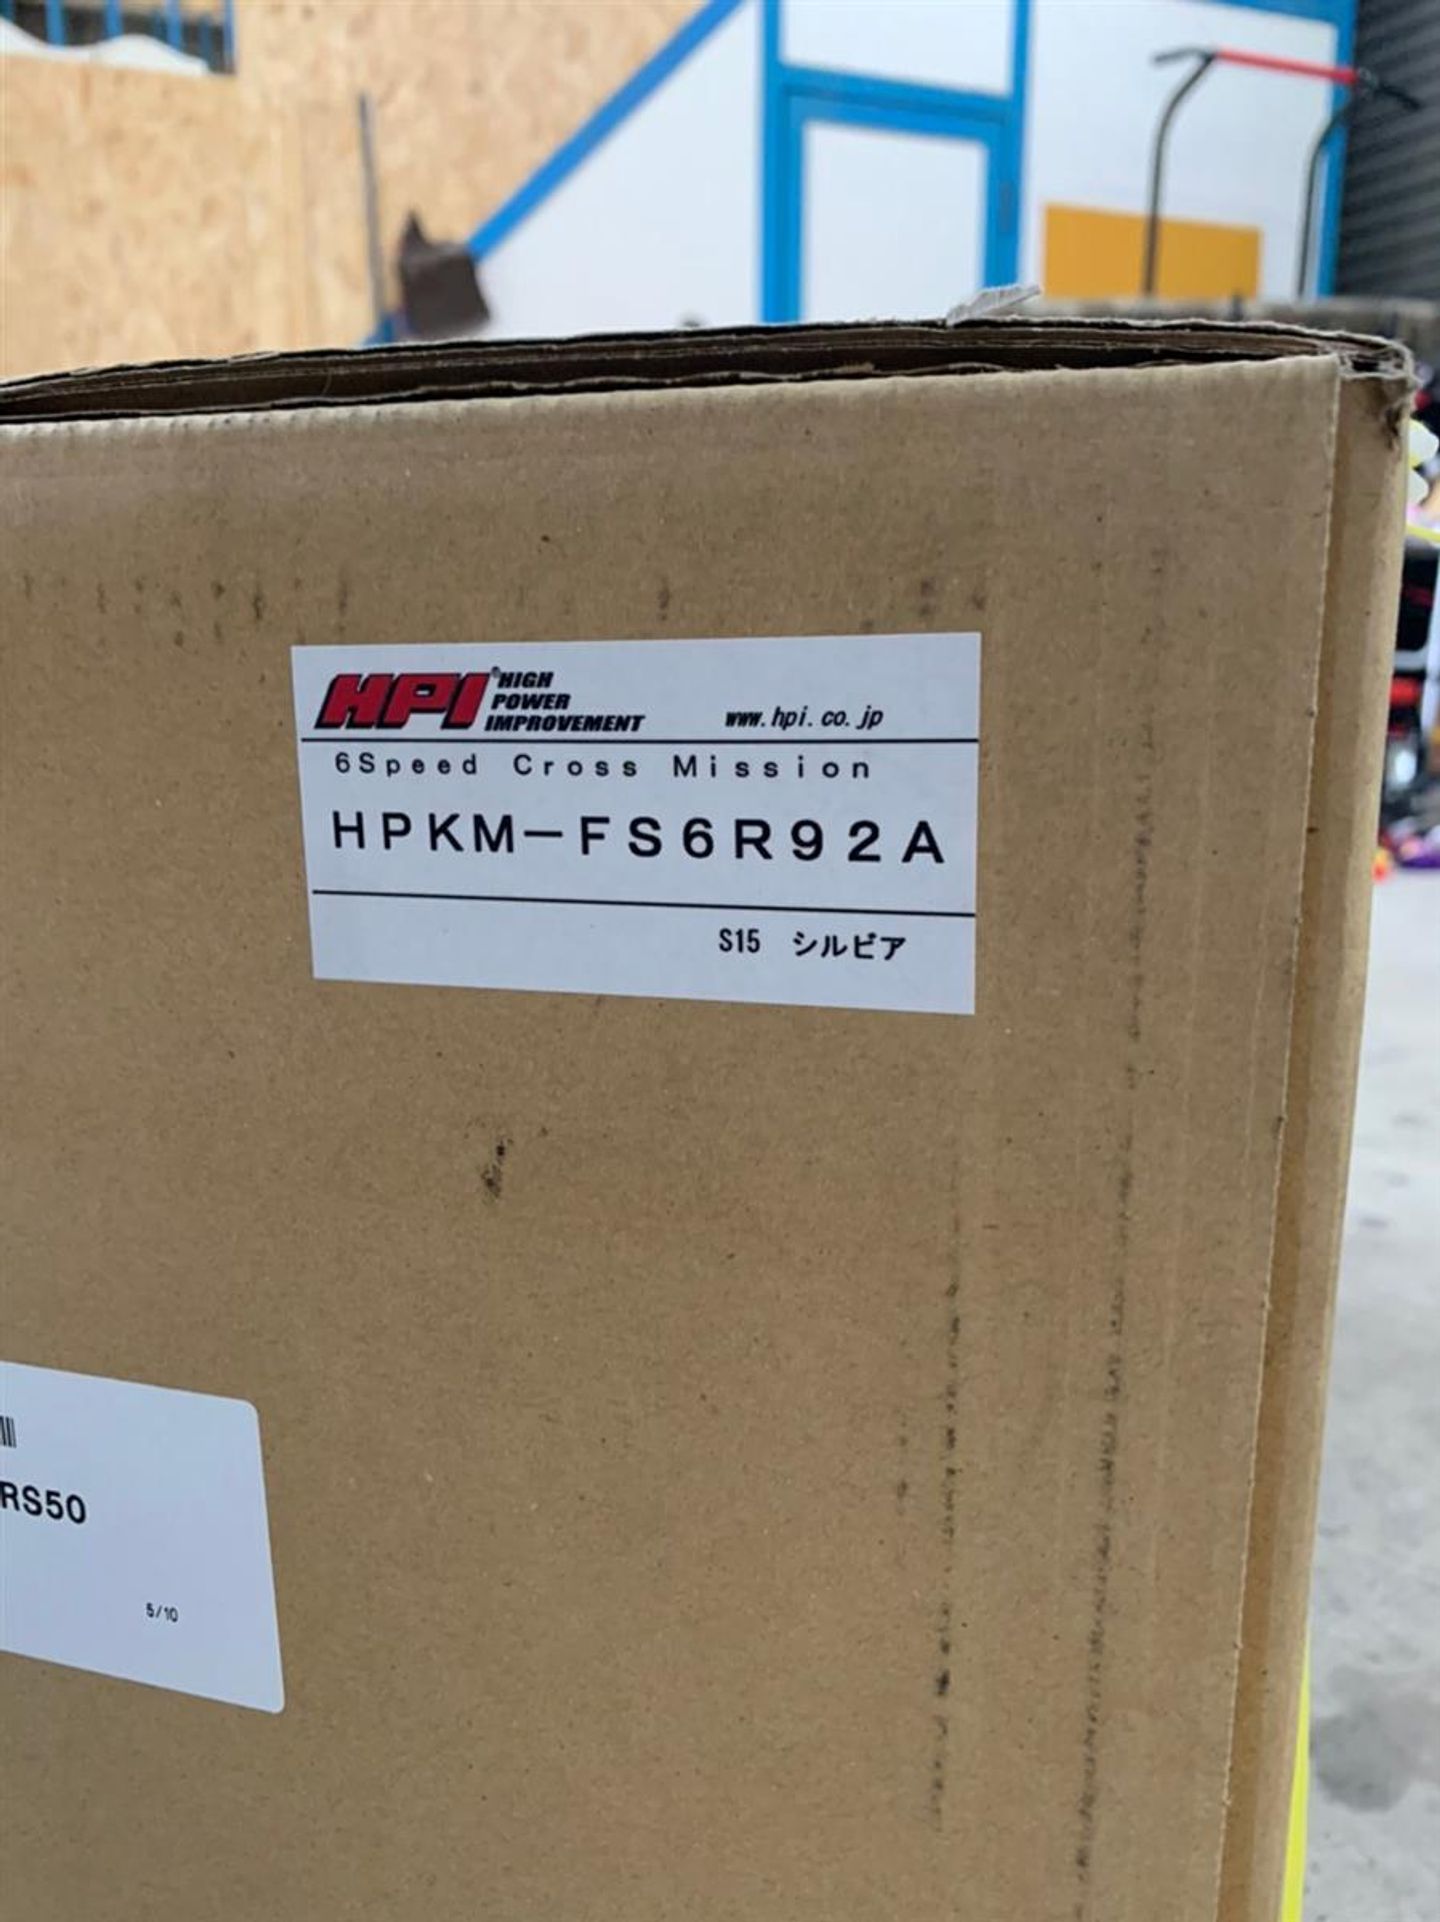 HPI® HIGH
POWER
IMPROVEMENT
www.hpi.co.jp
6Speed Cross Mission
HPKM-FS6R92A
S15 シルビア
RS50
5/10